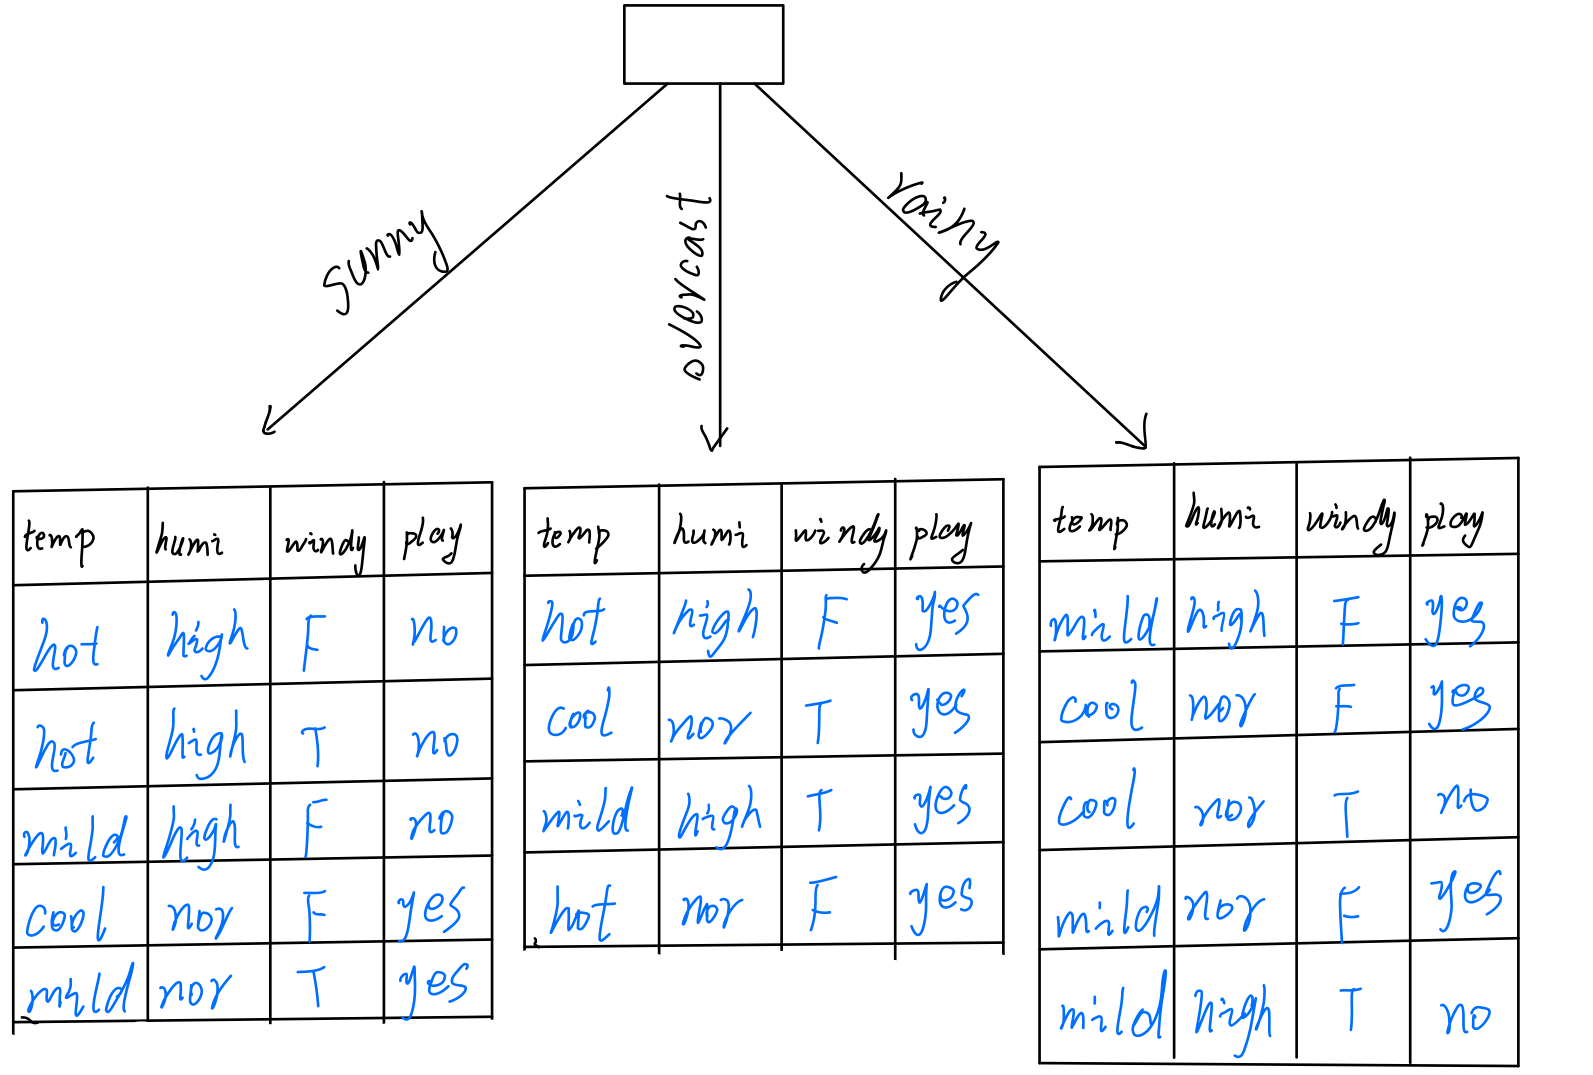 sunny
overcast
rainy
temp humi windy play
hot high F no
hot high T no
mild high F no
cool nor F yes
mild nor T yes
temp humi windy play
hot high F yes
cool nor T yes
mild high T yes
hot nor F yes
temp humi windy play
mild high F yes
cool nor F yes
cool nor T no
mild nor F yes
mild high T no